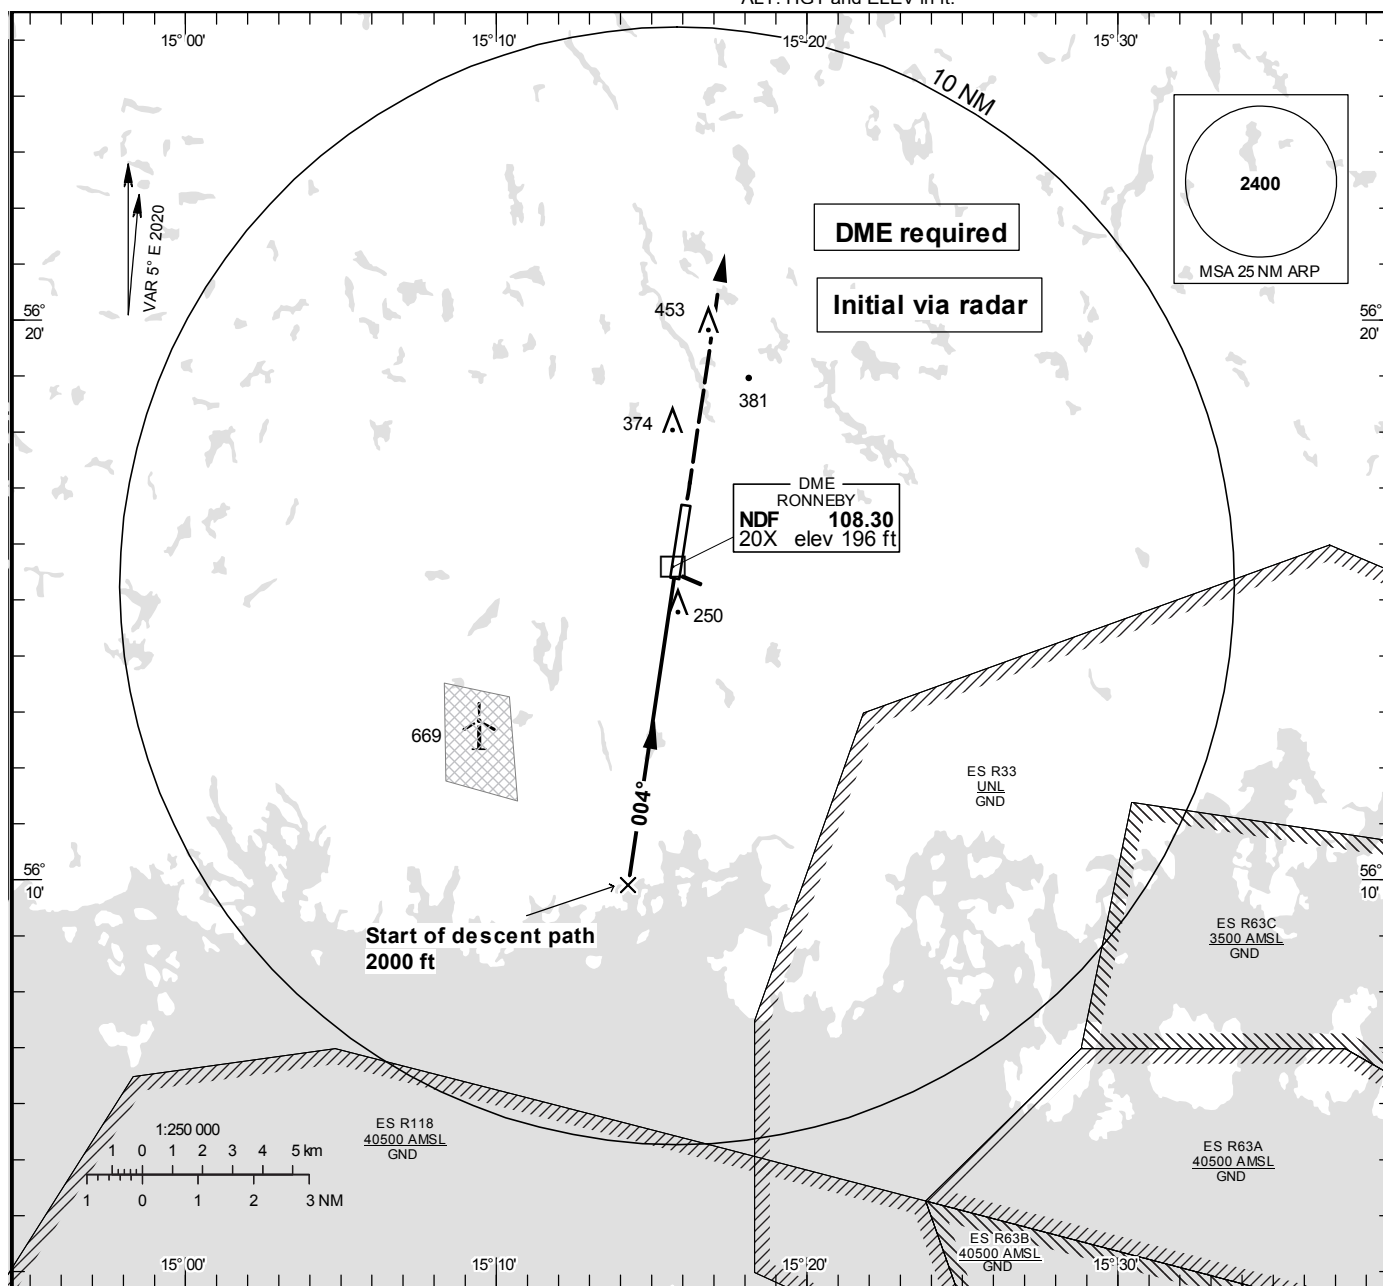 ALT. HGT and ELEV in ft.
15°00'
15°10'
15°20'
15°30'
10 NM
2400
MSA 25 NM ARP
VAR 5° E 2020
DME required
Initial via radar
56°
20'
56°
20'
453
381
374
DME
RONNEBY
NDF 108.30
20X elev 196 ft
250
669
004°
ES R33
UNL
GND
56°
10'
56°
10'
Start of descent path
2000 ft
ES R63C
3500 AMSL
GND
ES R118
40500 AMSL
GND
1:250 000
1 0 1 2 3 4 5 km
1 0 1 2 3 NM
ES R63A
40500 AMSL
GND
ES R63B
40500 AMSL
GND
15°00'
15°10'
15°20'
15°30'